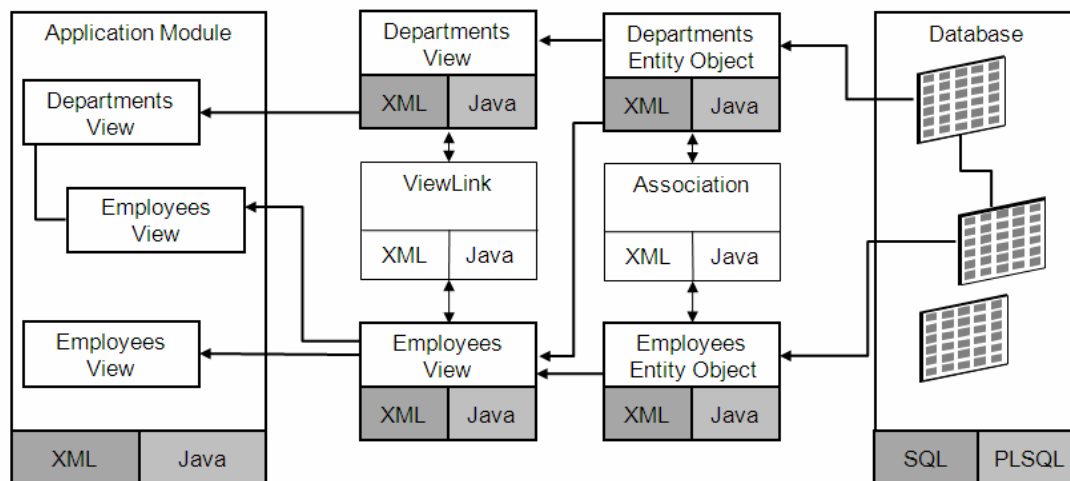 Application Module
Departments
View
Employees
View
Employees
View
XML Java
Departments
View
XML Java
ViewLink
XML Java
Employees
View
XML Java
Departments
Entity Object
XML Java
Association
XML Java
Employees
Entity Object
XML Java
Database
SQL PLSQL